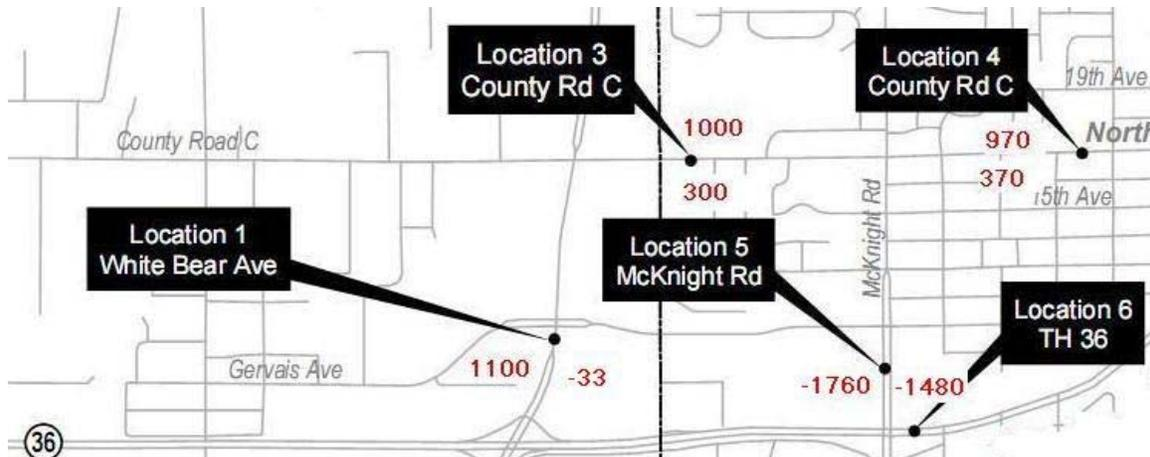 Location 3
County Rd C
Location 4
County Rd C
19th Ave
1000
County Road C
970
North
300
370
15th Ave
McKnight Rd
Location 1
White Bear Ave
Location 5
McKnight Rd
Location 6
TH 36
Gervais Ave
1100
-33
-1760
-1480
36